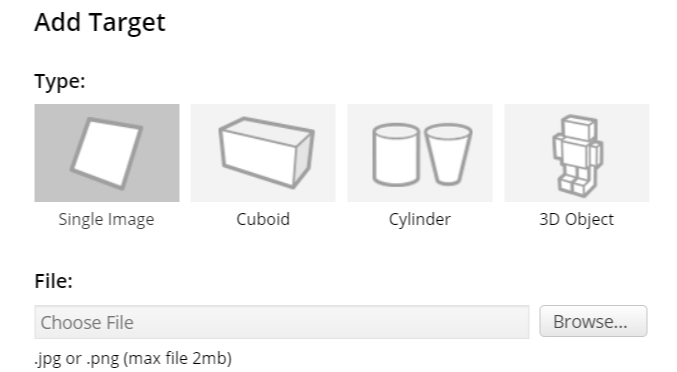 Add Target
Type:
Single Image
Cuboid
Cylinder
3D Object
File:
Choose File
Browse...
.jpg or .png (max file 2mb)